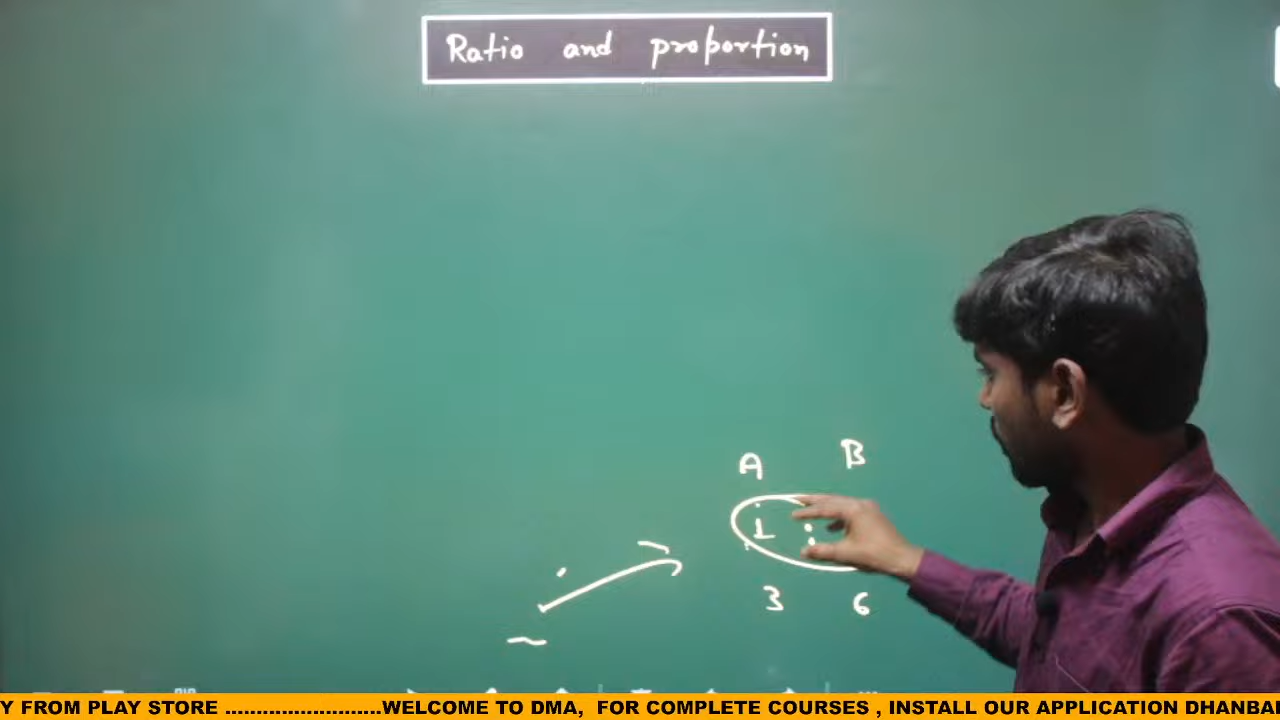 Ratio and proportion
A B
1 :
3 6
Y FROM PLAY STORE .........................WELCOME TO DMA, FOR COMPLETE COURSES , INSTALL OUR APPLICATION DHANBA